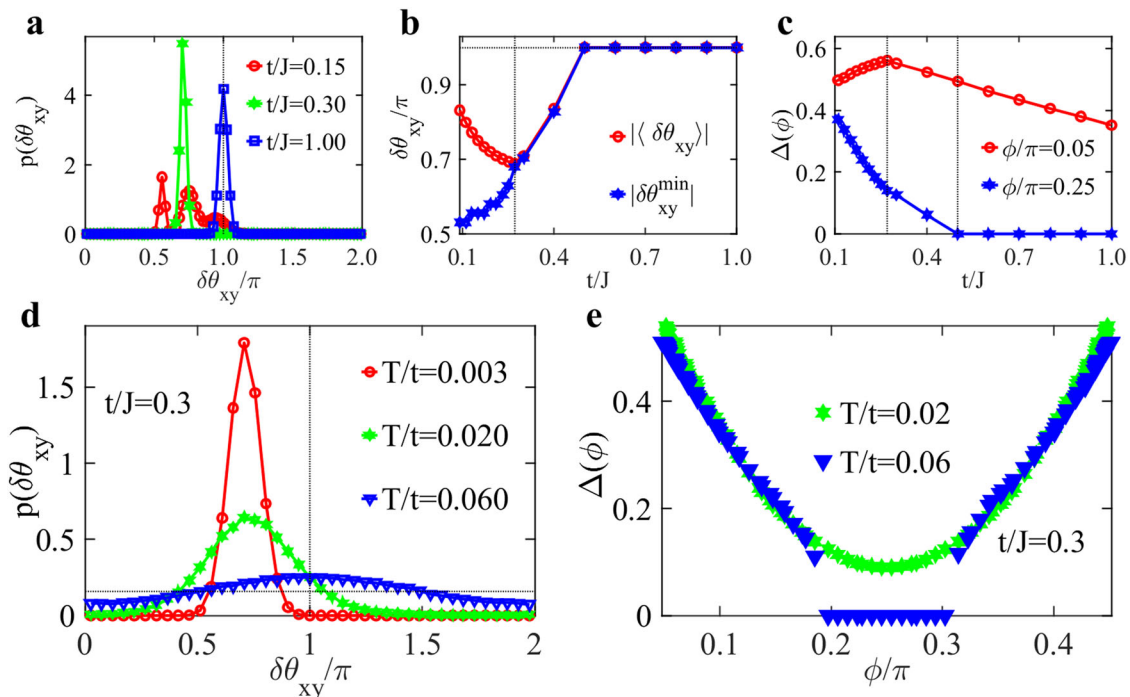 a
p(δθxy)
4
2
0
t/J=0.15
t/J=0.30
t/J=1.00
0 0.5 1.0 1.5 2.0
δθxy/π
b
δθxy/π
0.9
0.7
0.5
|⟨ δθxy⟩|
|δθxy^min|
0.1 0.4 0.7 1.0
t/J
c
Δ(ϕ)
0.6
0.4
0.2
0
ϕ/π=0.05
ϕ/π=0.25
0.1 0.4 0.7 1.0
t/J
d
p(δθxy)
1.5
1
0.5
0
t/J=0.3
T/t=0.003
T/t=0.020
T/t=0.060
0 0.5 1 1.5 2
δθxy/π
e
Δ(ϕ)
0.4
0.2
0
T/t=0.02
T/t=0.06
t/J=0.3
0.1 0.2 0.3 0.4
ϕ/π